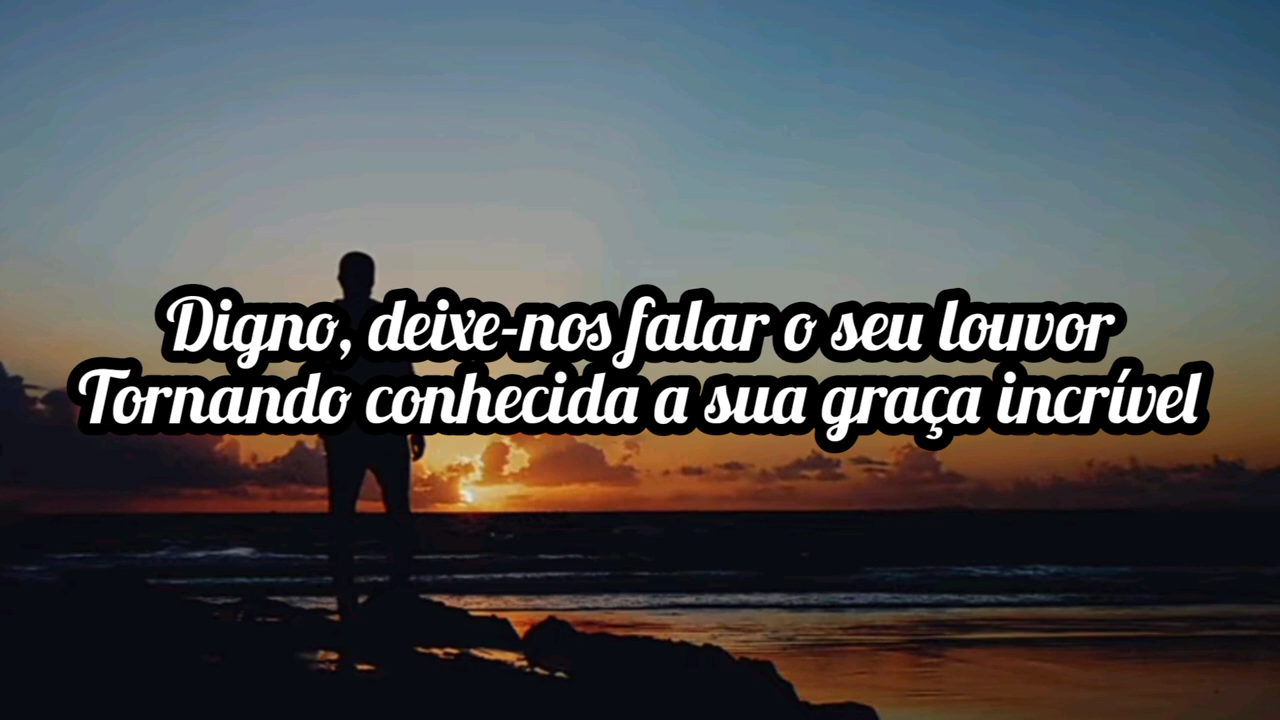 Digno, deixe-nos falar o seu louvor
Tornando conhecida a sua graça incrível